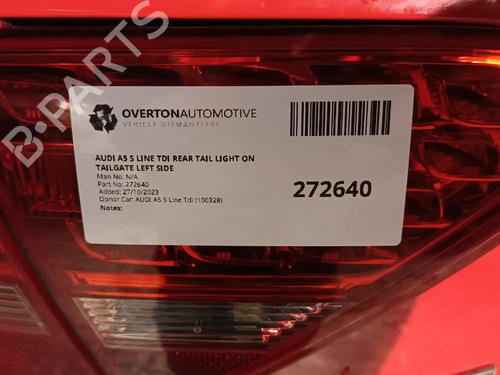 B-PARTS
OVERTONAUTOMOTIVE
VEHICLE DISMANTLERS
AUDI A5 S LINE TDI REAR TAIL LIGHT ON
TAILGATE LEFT SIDE
Man No: N/A
Part No: 272640
Added: 27/10/2023
Donor Car: AUDI A5 S Line Tdi (100328)
Notes:
272640